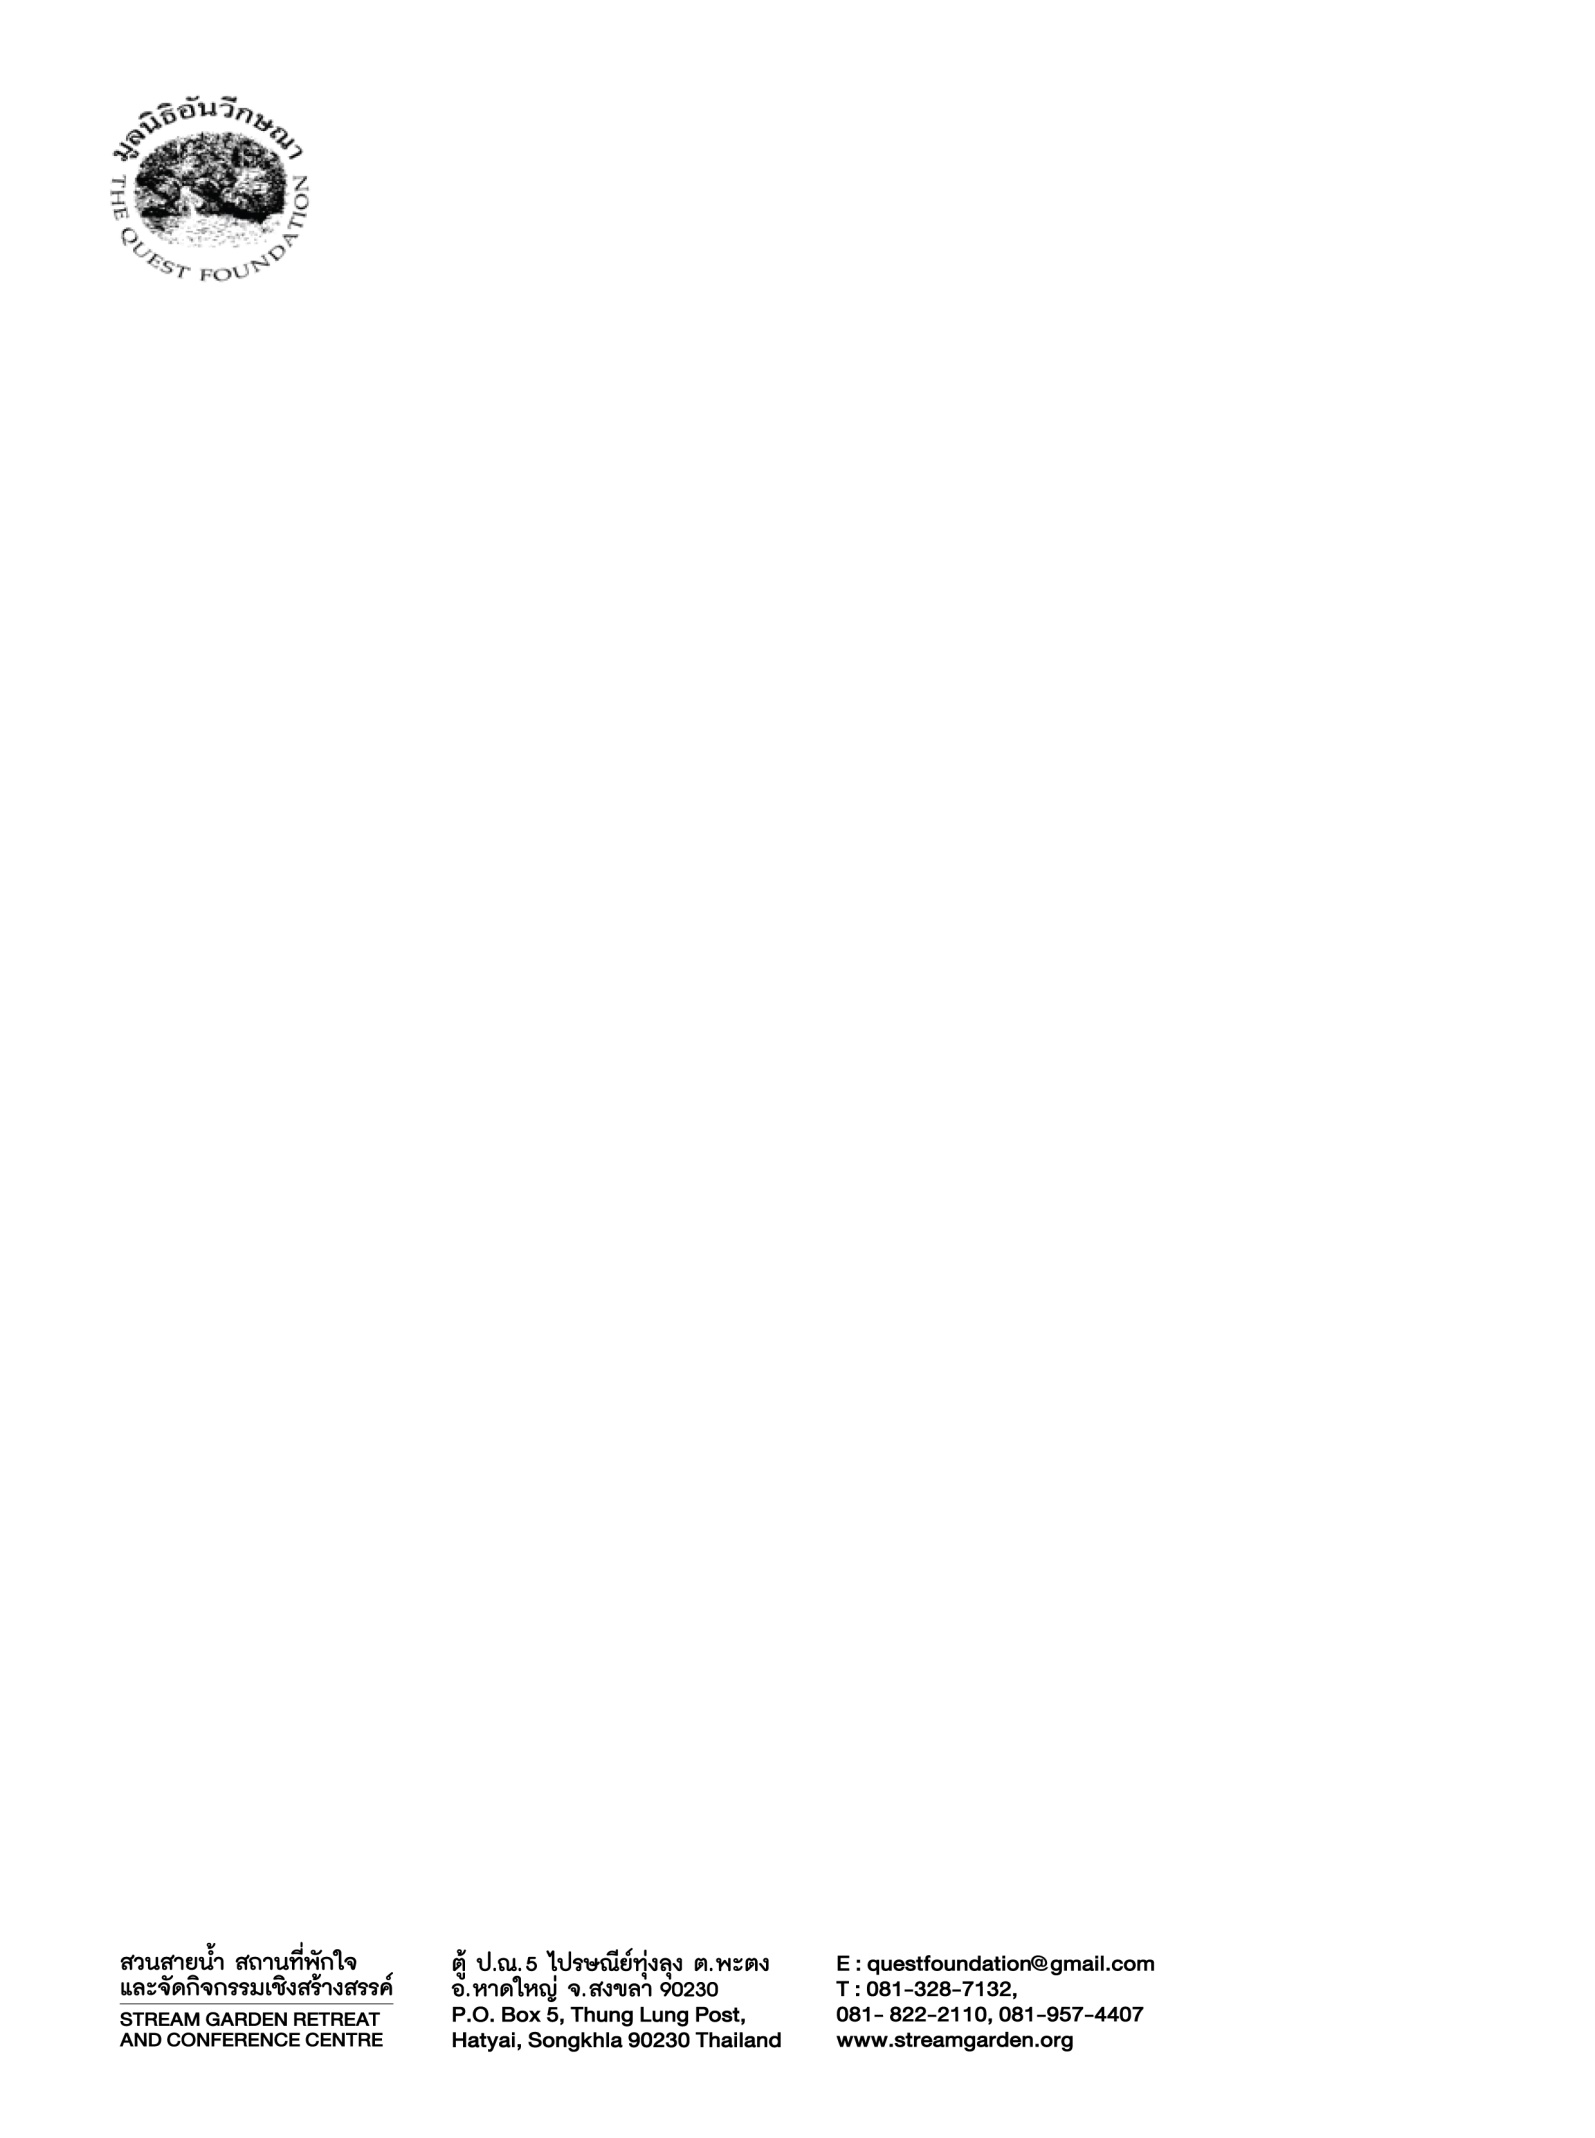 มูลนิธิอันวีกษณา
THE QUEST FOUNDATION
สวนสายน้ำ สถานที่พักใจ
และจัดกิจกรรมเชิงสร้างสรรค์
STREAM GARDEN RETREAT
AND CONFERENCE CENTRE
ตู้ ป.ณ.5 ไปรษณีย์ทุ่งลุง ต.พะตง
อ.หาดใหญ่ จ.สงขลา 90230
P.O. Box 5, Thung Lung Post,
Hatyai, Songkhla 90230 Thailand
E : questfoundation@gmail.com
T : 081-328-7132,
081- 822-2110, 081-957-4407
www.streamgarden.org